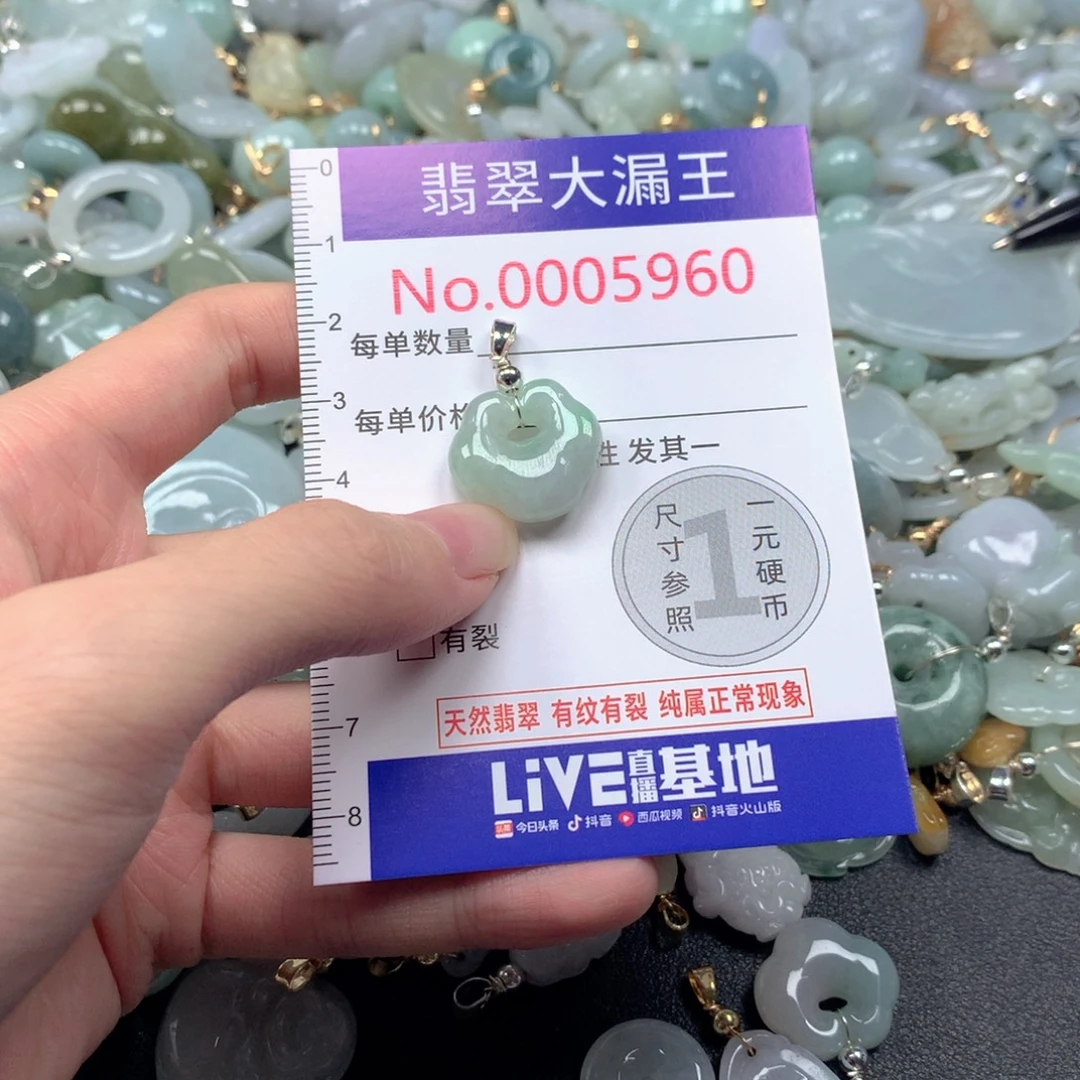 翡翠大漏王
No.0005960
每单数量
每单价格
发其一
尺寸参照
1
一元硬币
有裂
天然翡翠 有纹有裂 纯属正常现象
LiVE直播基地
今日头条 抖音 西瓜视频 抖音火山版
0
1
2
3
4
7
8